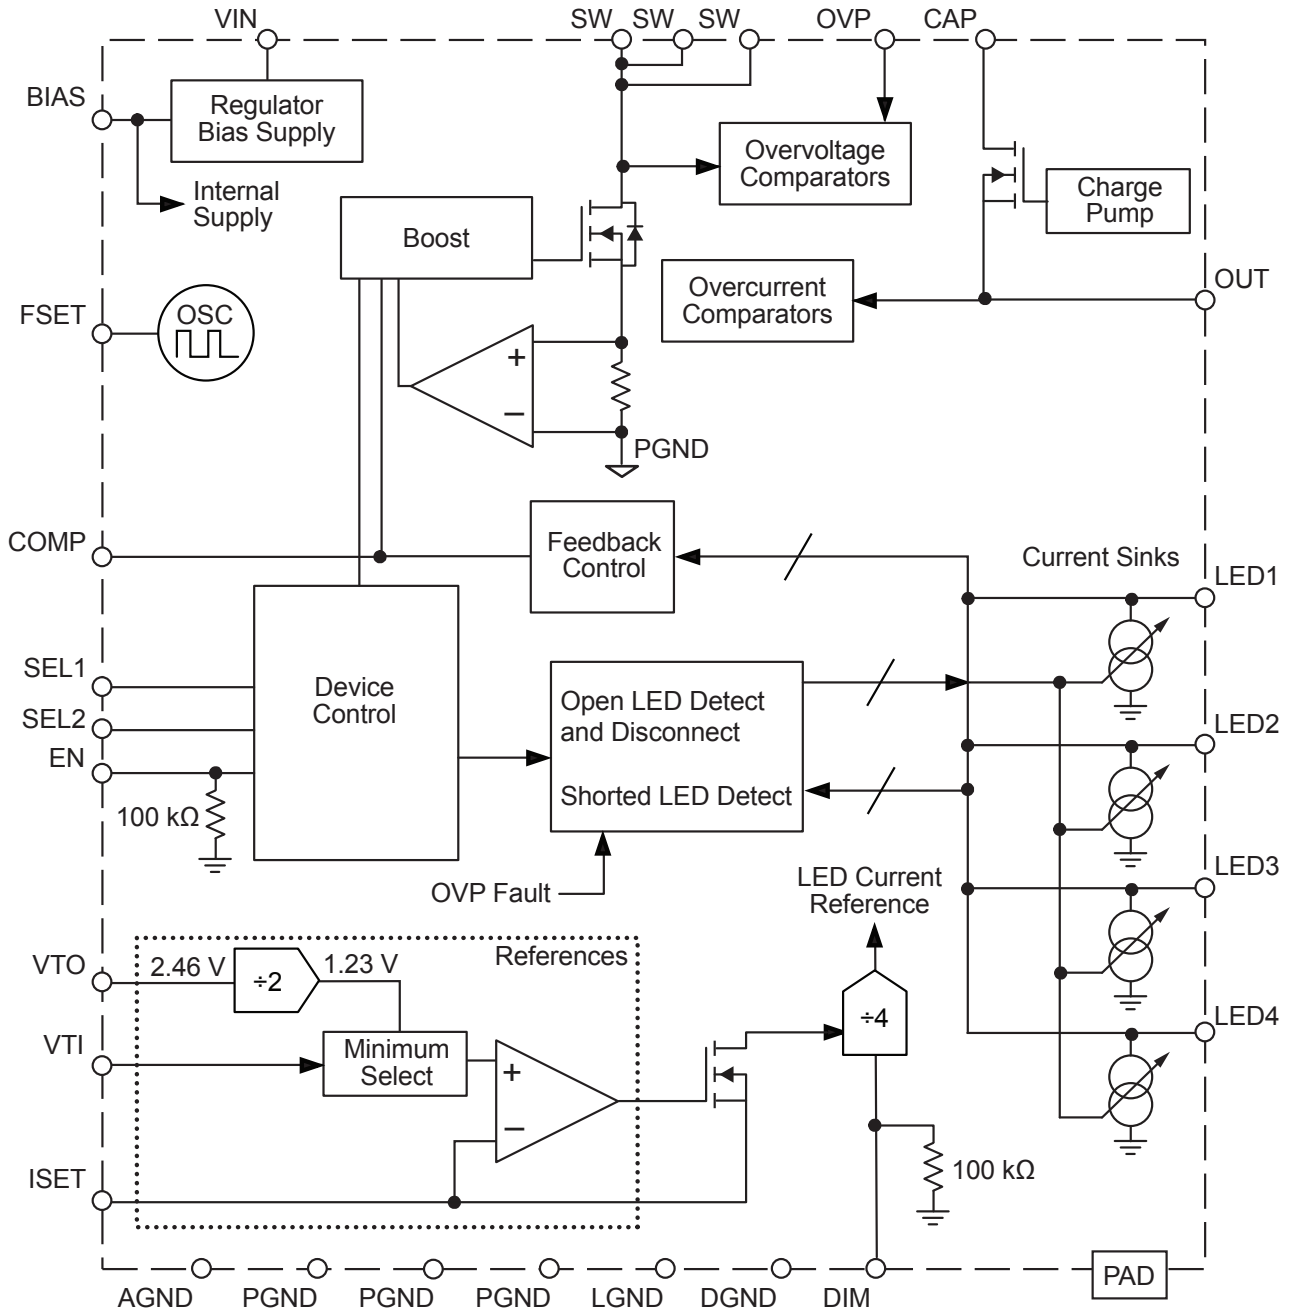 VIN
SW SW SW
OVP
CAP
BIAS
Regulator
Bias Supply
Internal
Supply
Overvoltage
Comparators
Charge
Pump
Boost
FSET
OSC
Overcurrent
Comparators
OUT
+
−
PGND
COMP
Feedback
Control
Current Sinks
LED1
SEL1
SEL2
EN
100 kΩ
Device
Control
Open LED Detect
and Disconnect
Shorted LED Detect
LED2
OVP Fault
LED Current
Reference
LED3
VTO
2.46 V
÷2
1.23 V
References
÷4
LED4
VTI
Minimum
Select
+
−
ISET
100 kΩ
PAD
AGND
PGND
PGND
PGND
LGND
DGND
DIM